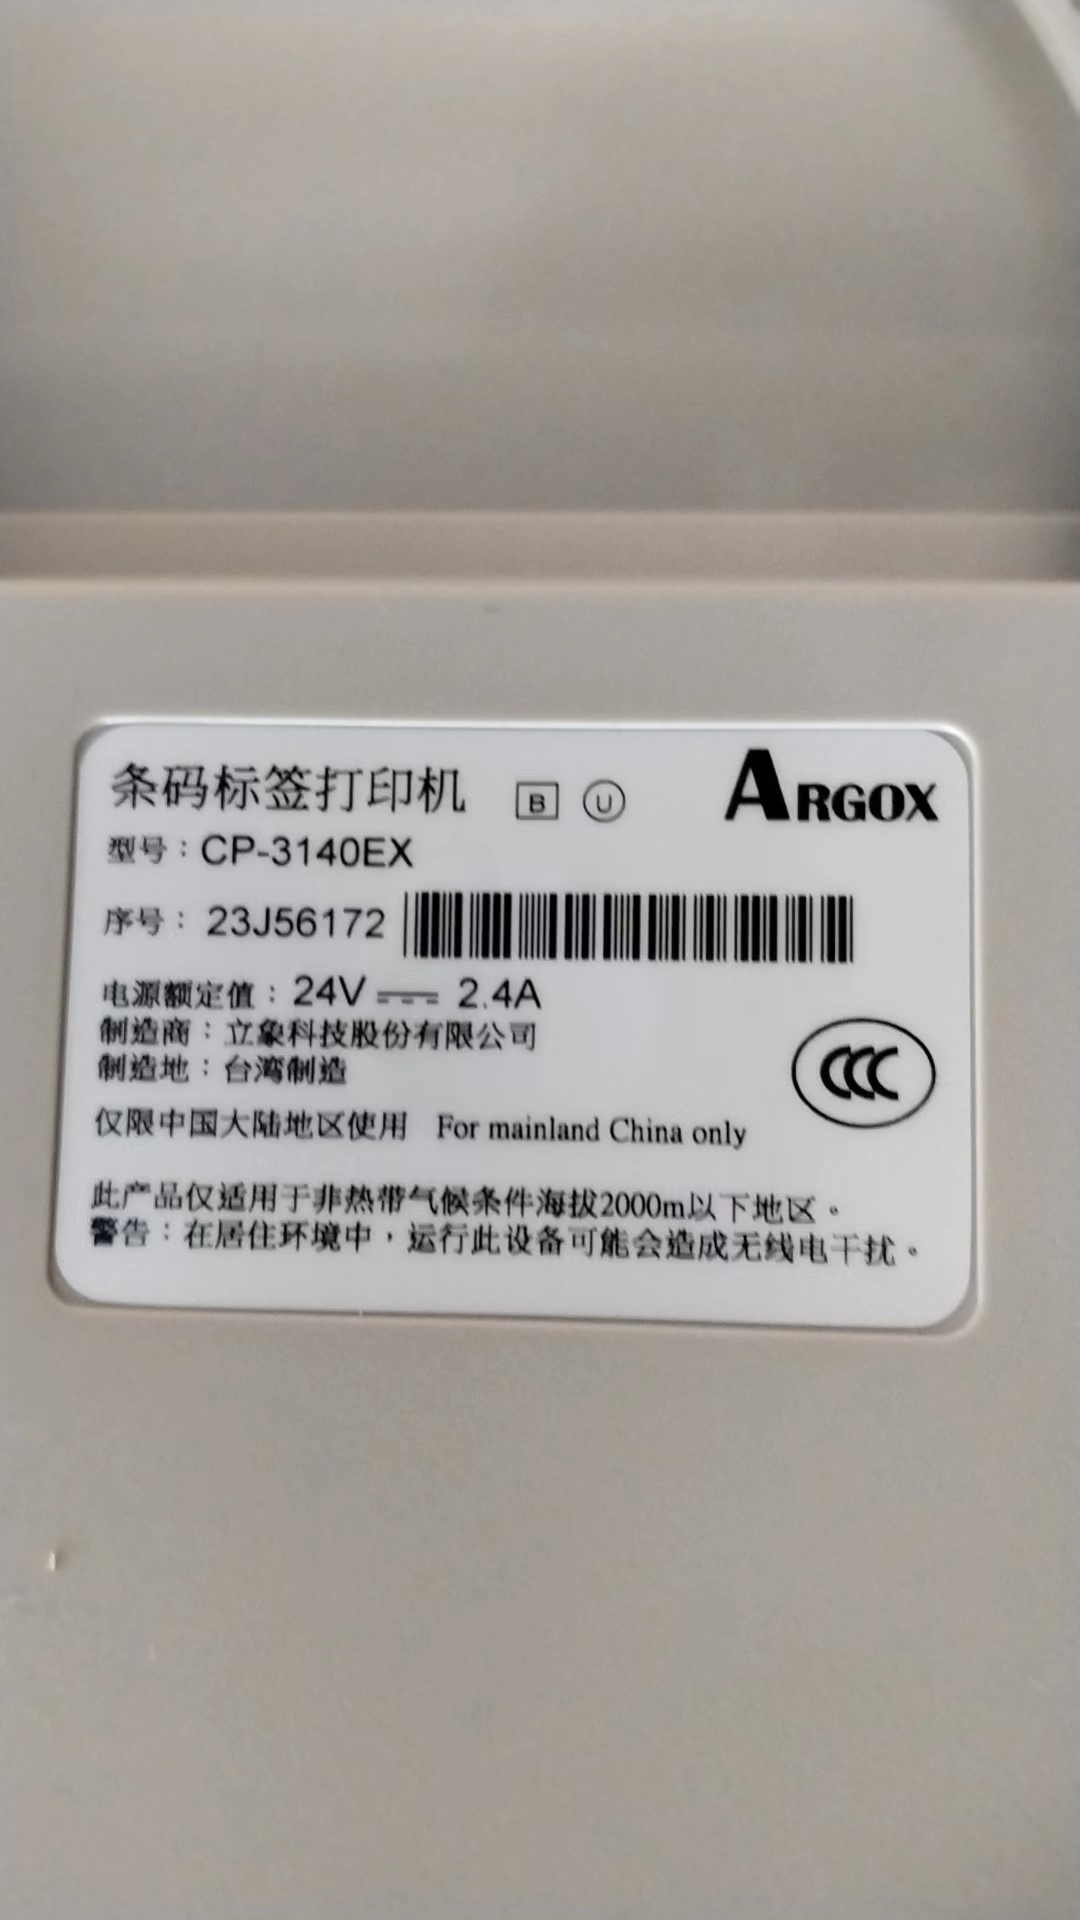 条码标签打印机 B U ARGOX
型号：CP-3140EX
序号：23J56172
电源额定值：24V ⎓ 2.4A
制造商：立象科技股份有限公司
制造地：台湾制造
CCC
仅限中国大陆地区使用 For mainland China only
此产品仅适用于非热带气候条件海拔2000m以下地区。
警告：在居住环境中，运行此设备可能会造成无线电干扰。